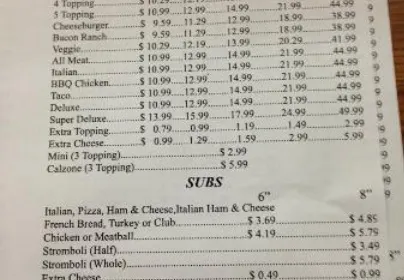 4 Topping
5 Topping............$ 10.99....12.99......14.99........21.99........44.99
Cheeseburger.......$ 9.59....11.29......12.99........18.99........38.99
Bacon Ranch........$ 9.59....11.29......12.99........18.99........38.99
Veggie..................$ 10.29....12.19......13.99........20.29........41.99
All Meat...............$ 10.99....12.99......14.99........21.99........44.99
Italian...................$ 10.99....12.99......14.99........21.99........44.99
BBQ Chicken.......$ 10.99....12.99......14.99........21.99........44.99
Taco.....................$ 10.99....12.99......14.99........21.99........44.99
Deluxe.................$ 10.99....12.99......14.99........21.99........44.99
Super Deluxe.......$ 13.99....15.99......17.99........24.99........49.99
Extra Topping......$ 0.79....0.99......1.19........1.49........2.99
Extra Cheese........$ 0.99....1.29......1.59........2.99........5.99
Mini (3 Topping)............................$ 2.99
Calzone (3 Topping).......................$ 5.99
SUBS
6" 8"
Italian, Pizza, Ham & Cheese,Italian Ham & Cheese
French Bread, Turkey or Club................$ 3.69............................$ 4.85
Chicken or Meatball.............................$ 4.19............................$ 5.79
Stromboli (Half)........................................................................$ 3.49
Stromboli (Whole).....................................................................$ 5.79
Extra Cheese........................................$ 0.49............................$ 0.99